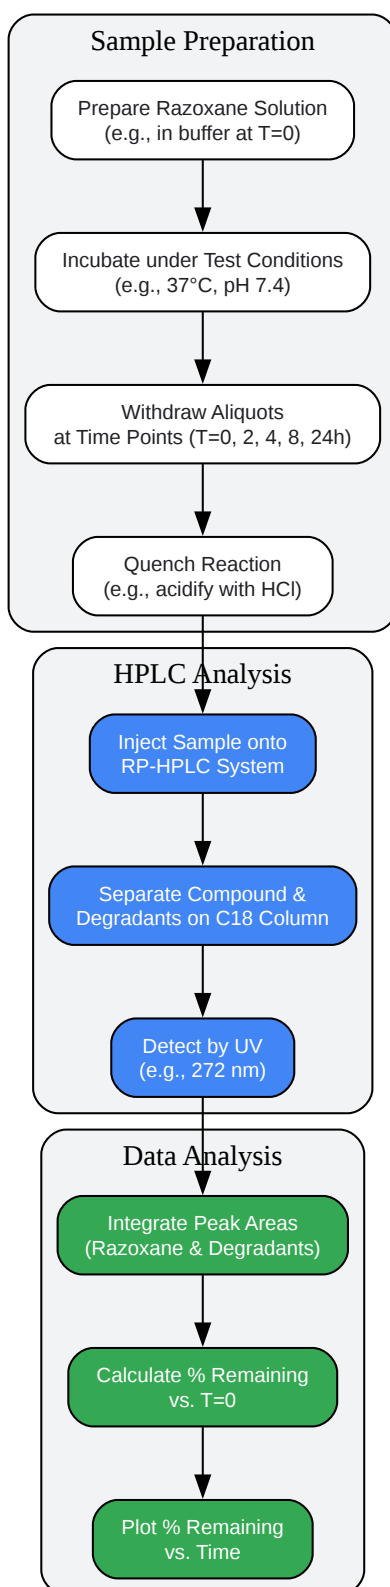 Sample Preparation
Prepare Razoxane Solution
(e.g., in buffer at T=0)
Incubate under Test Conditions
(e.g., 37°C, pH 7.4)
Withdraw Aliquots
at Time Points (T=0, 2, 4, 8, 24h)
Quench Reaction
(e.g., acidify with HCl)
HPLC Analysis
Inject Sample onto
RP-HPLC System
Separate Compound &
Degradants on C18 Column
Detect by UV
(e.g., 272 nm)
Data Analysis
Integrate Peak Areas
(Razoxane & Degradants)
Calculate % Remaining
vs. T=0
Plot % Remaining
vs. Time